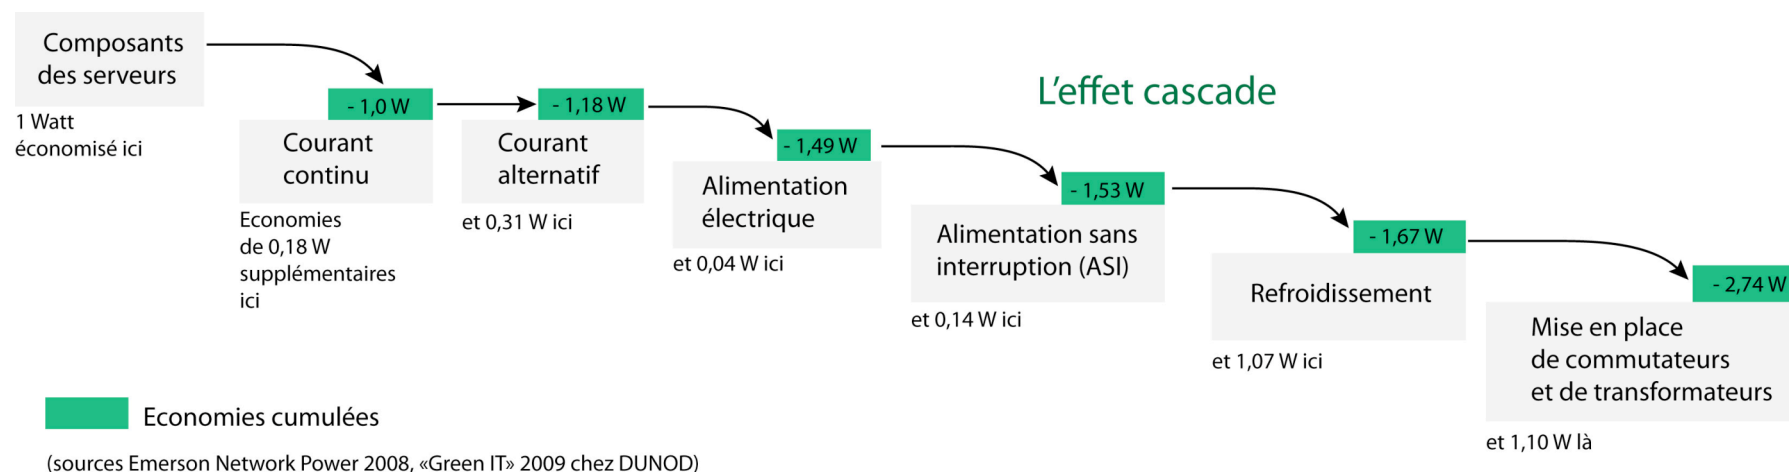 Composants
des serveurs
1 Watt
économisé ici
- 1,0 W
Courant
continu
Economies
de 0,18 W
supplémentaires
ici
- 1,18 W
Courant
alternatif
et 0,31 W ici
L'effet cascade
- 1,49 W
Alimentation
électrique
et 0,04 W ici
- 1,53 W
Alimentation sans
interruption (ASI)
et 0,14 W ici
- 1,67 W
Refroidissement
et 1,07 W ici
- 2,74 W
Mise en place
de commutateurs
et de transformateurs
et 1,10 W là
Economies cumulées
(sources Emerson Network Power 2008, «Green IT» 2009 chez DUNOD)